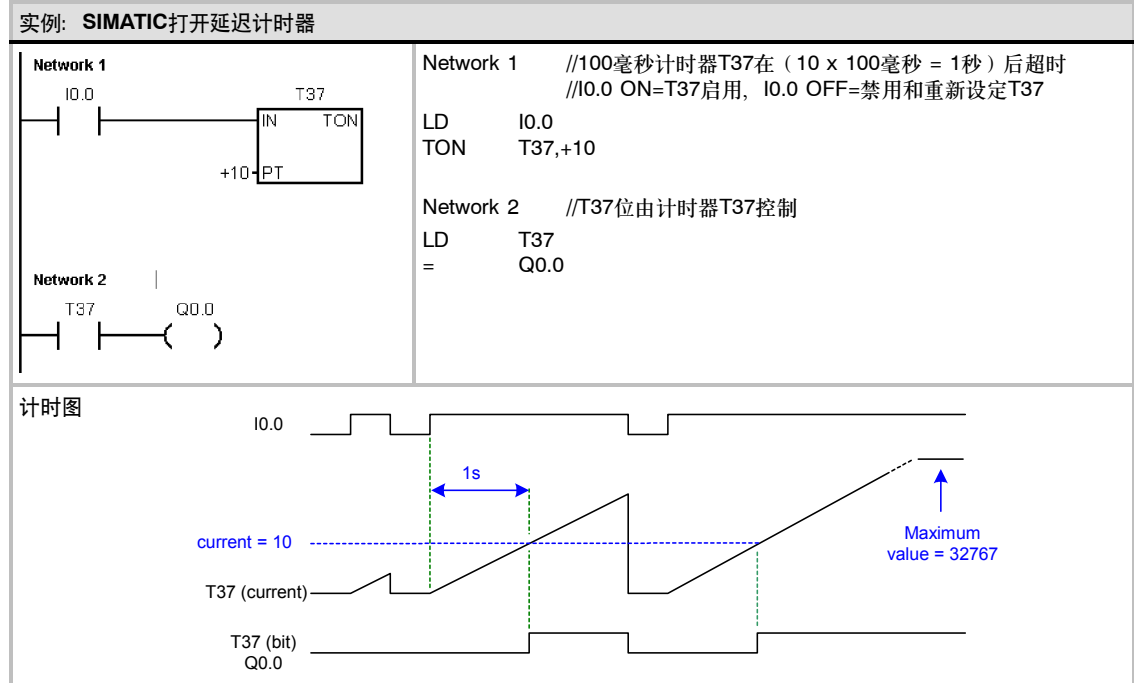 实例:  SIMATIC打开延迟计时器
Network 1
I0.0
T37
IN
TON
+10
PT
Network 2
T37
Q0.0
Network 1 //100毫秒计时器T37在（10 x 100毫秒 = 1秒）后超时
//I0.0 ON=T37启用,  I0.0 OFF=禁用和重新设定T37
LD I0.0
TON T37,+10
Network 2 //T37位由计时器T37控制
LD T37
= Q0.0
计时图
I0.0
1s
current = 10
Maximum
value = 32767
T37 (current)
T37 (bit)
Q0.0